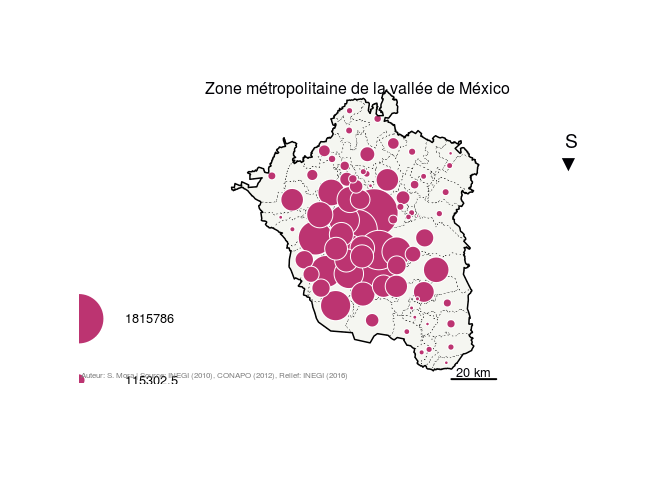 Zone métropolitaine de la vallée de México
S
1815786
115302.5
Auteur: S. Mora | Source: INEGI (2010), CONAPO (2012), Relief: INEGI (2016)
20 km